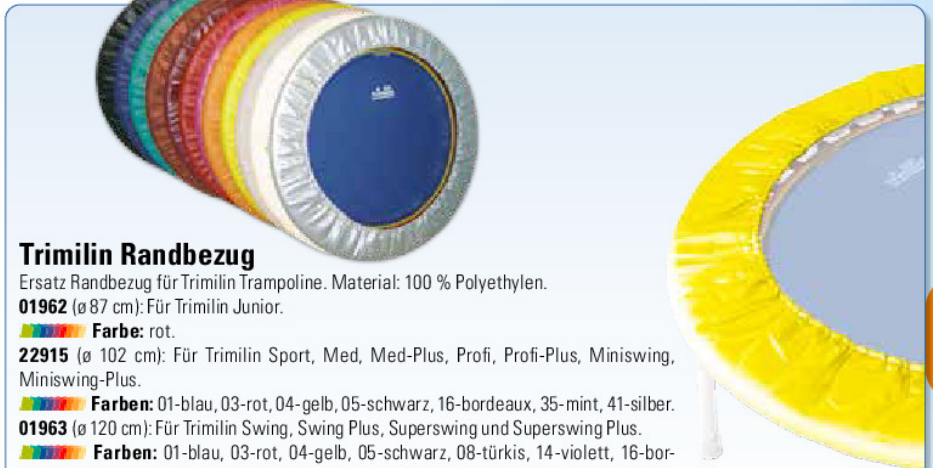 Trimilin Randbezug
Ersatz Randbezug für Trimilin Trampoline. Material: 100 % Polyethylen.
01962 (ø 87 cm): Für Trimilin Junior.
Farbe: rot.
22915 (ø 102 cm): Für Trimilin Sport, Med, Med-Plus, Profi, Profi-Plus, Miniswing,
Miniswing-Plus.
Farben: 01-blau, 03-rot, 04-gelb, 05-schwarz, 16-bordeaux, 35-mint, 41-silber.
01963 (ø 120 cm): Für Trimilin Swing, Swing Plus, Superswing und Superswing Plus.
Farben: 01-blau, 03-rot, 04-gelb, 05-schwarz, 08-türkis, 14-violett, 16-bor-